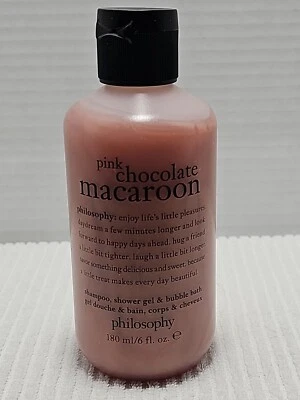 pink
chocolate
macaroon
philosophy: enjoy life's little pleasures.
daydream a few minutes longer and look
forward to happy days ahead. hug a friend
a little bit tighter. laugh a little bit longer.
savor something delicious and sweet, because
a little treat makes every day beautiful.
shampoo, shower gel & bubble bath
gel douche & bain, corps & cheveux
philosophy
180 ml/6 fl. oz. ℮